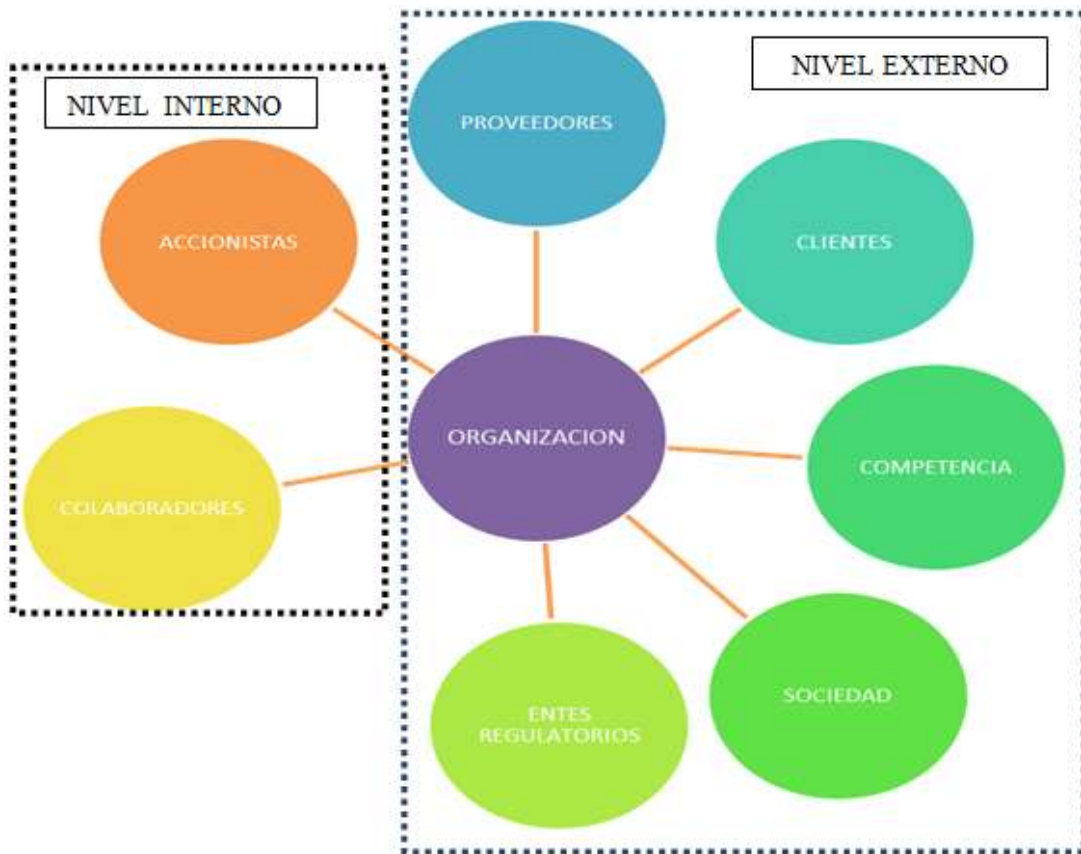 NIVEL INTERNO
NIVEL EXTERNO
PROVEEDORES
ACCIONISTAS
CLIENTES
ORGANIZACION
COMPETENCIA
COLABORADORES
SOCIEDAD
ENTES
REGULATORIOS